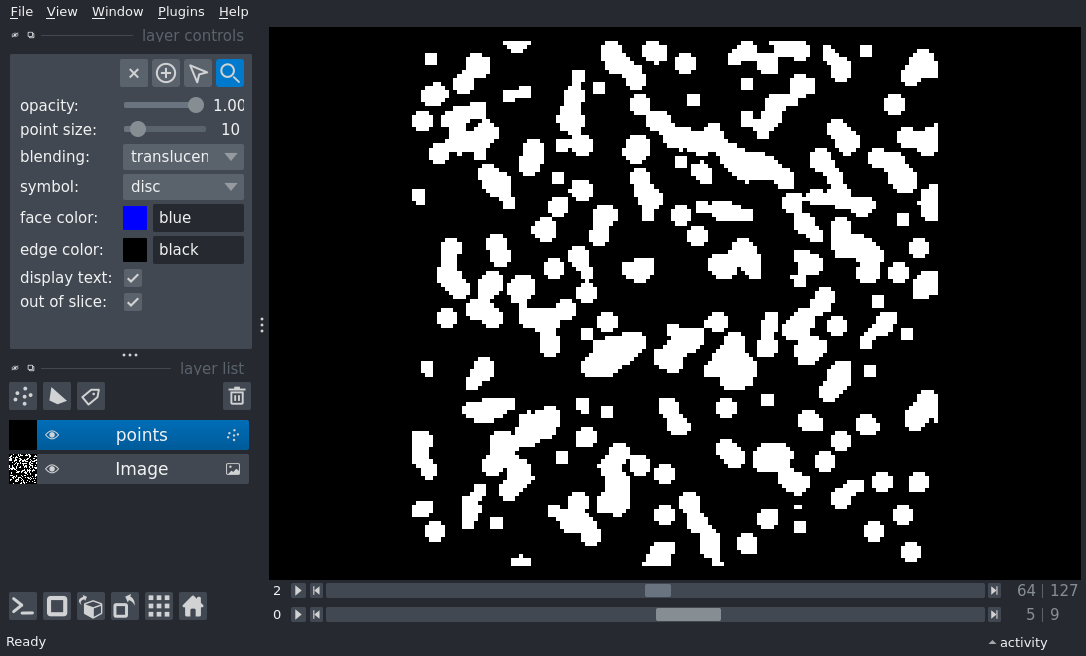 File View Window Plugins Help
layer controls
opacity: 1.00
point size: 10
blending: translucen
symbol: disc
face color: blue
edge color: black
display text:
out of slice:
layer list
points
Image
2 64 | 127
0 5 | 9
Ready activity